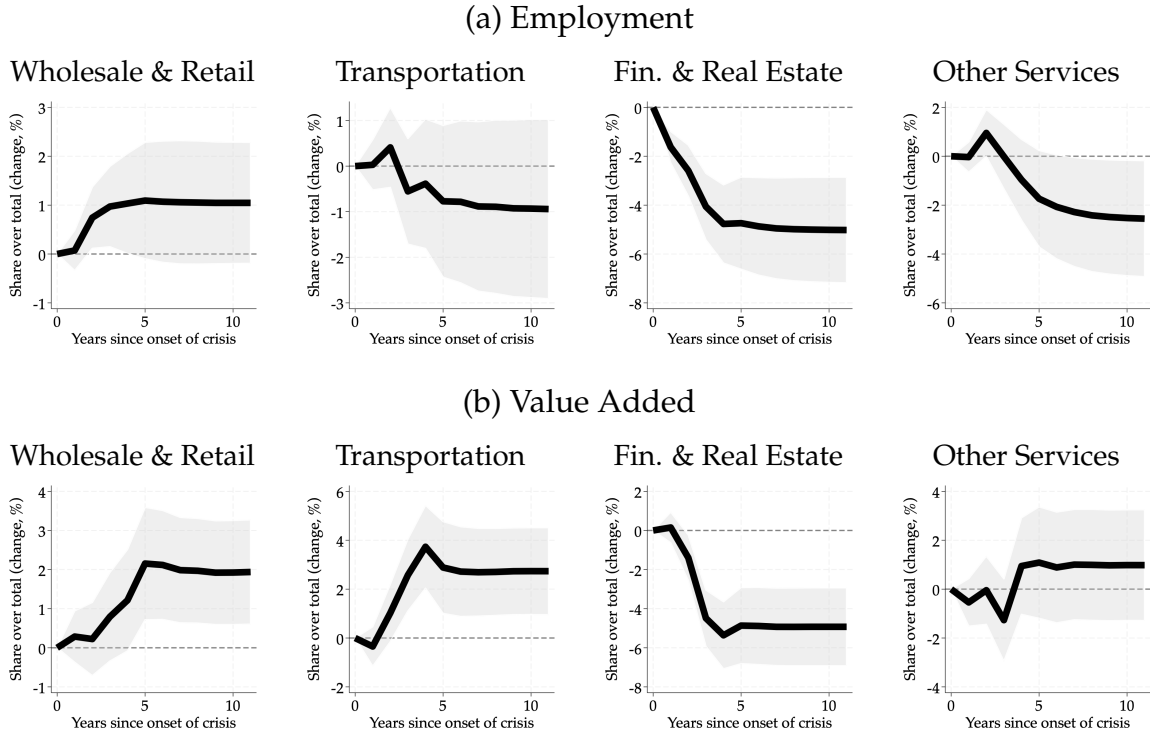 (a) Employment
Wholesale & Retail
Transportation
Fin. & Real Estate
Other Services
Share over total (change, %)
3
2
1
0
-1
0
5
10
Years since onset of crisis
Share over total (change, %)
1
0
-1
-2
-3
0
5
10
Years since onset of crisis
Share over total (change, %)
0
-2
-4
-6
-8
0
5
10
Years since onset of crisis
Share over total (change, %)
2
0
-2
-4
-6
0
5
10
Years since onset of crisis
(b) Value Added
Wholesale & Retail
Transportation
Fin. & Real Estate
Other Services
Share over total (change, %)
4
3
2
1
0
-1
0
5
10
Years since onset of crisis
Share over total (change, %)
6
4
2
0
-2
0
5
10
Years since onset of crisis
Share over total (change, %)
2
0
-2
-4
-6
-8
0
5
10
Years since onset of crisis
Share over total (change, %)
4
2
0
-2
-4
0
5
10
Years since onset of crisis